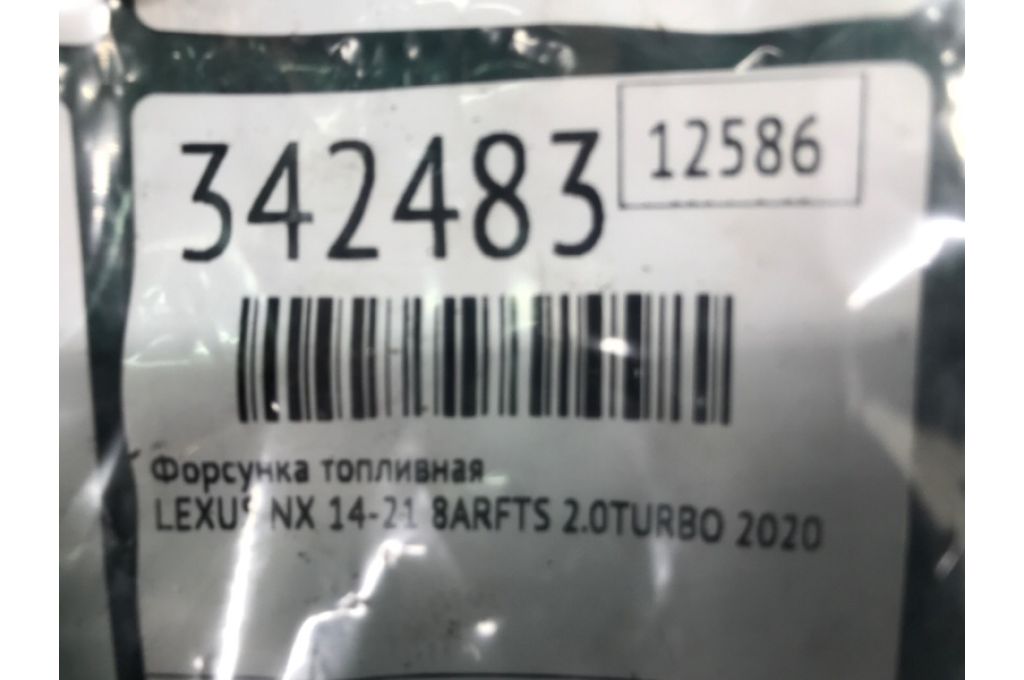 342483
12586
Форсунка топливная
LEXUS NX 14-21 8ARFTS 2.0TURBO 2020